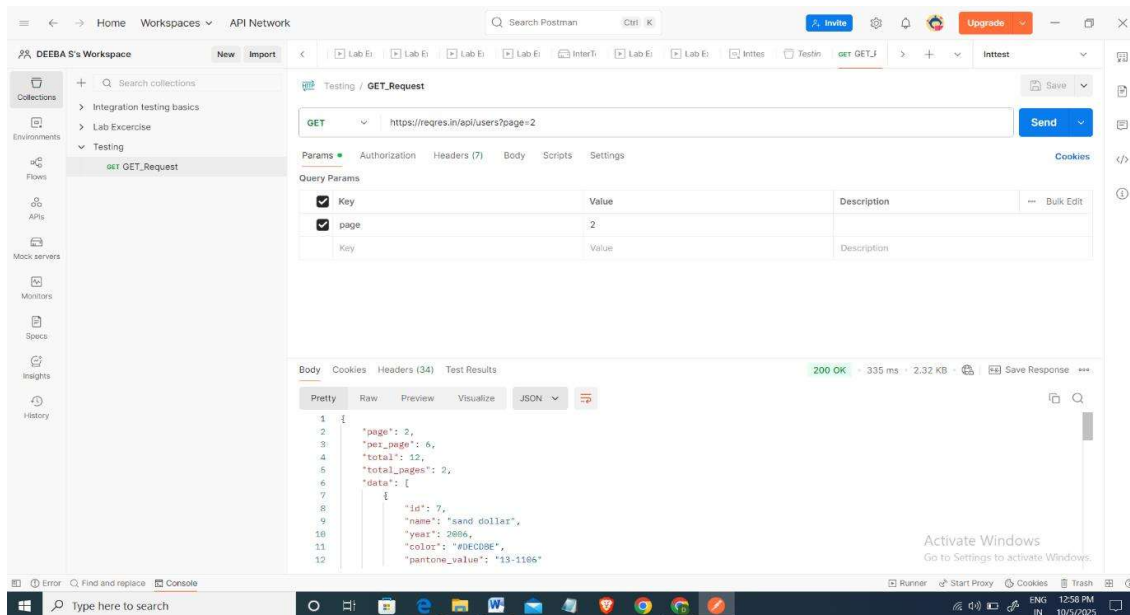 Home Workspaces API Network Search Postman Ctrl K Invite Upgrade
DEEBA S's Workspace New Import Lab E Lab E Lab E Lab E InterT Lab E Lab E Inttes Testin GET GET_ Inttest
Collections
Environments
Flows
APIs
Mock servers
Monitors
Specs
Insights
History
Search collections
Integration testing basics
Lab Excercise
Testing
GET GET_Request
HTTP Testing / GET_Request Save
GET https://reqres.in/api/users?page=2 Send
Params Authorization Headers (7) Body Scripts Settings Cookies
Query Params
Key Value Description Bulk Edit
page 2
Key Value Description
Body Cookies Headers (34) Test Results 200 OK 335 ms 2.32 KB Save Response
Pretty Raw Preview Visualize JSON
1 {
2 "page": 2,
3 "per_page": 6,
4 "total": 12,
5 "total_pages": 2,
6 "data": [
7 {
8 "id": 7,
9 "name": "sand dollar",
10 "year": 2006,
11 "color": "#DECDBE",
12 "pantone_value": "13-1106"
Activate Windows
Go to Settings to activate Windows.
Error Find and replace Console Runner Start Proxy Cookies Trash
Type here to search ENG 12:58 PM
IN 10/5/2025